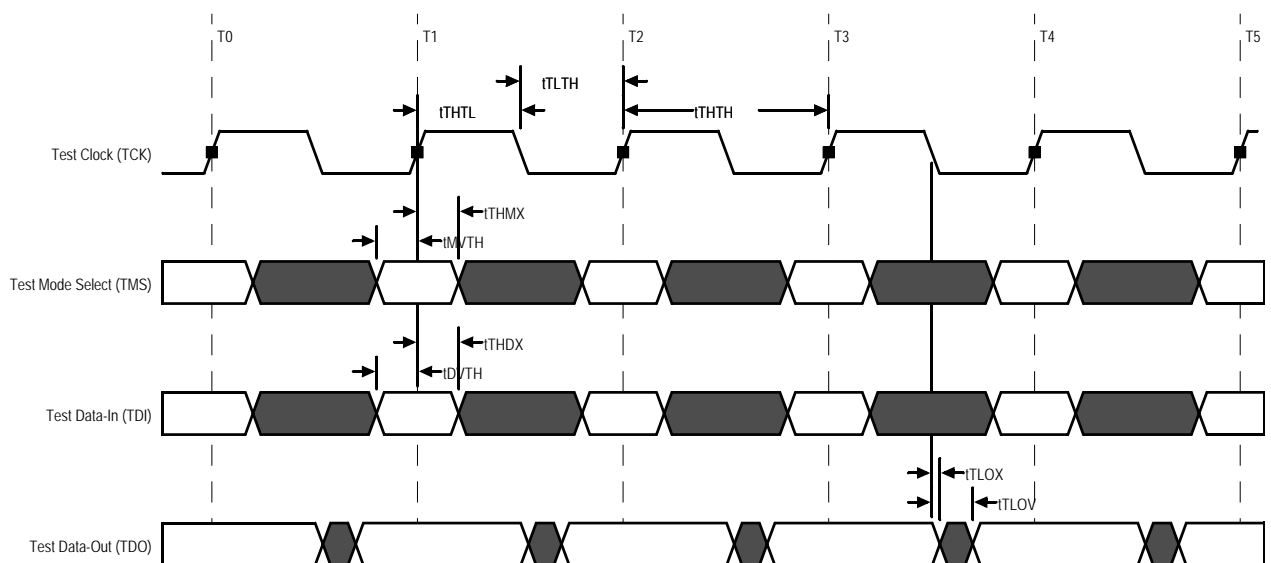 T0
T1
T2
T3
T4
T5
tTLTH
tTHTL
tTHTH
Test Clock (TCK)
tTHMX
tMVTH
Test Mode Select (TMS)
tTHDX
tDVTH
Test Data-In (TDI)
tTLOX
tTLOV
Test Data-Out (TDO)